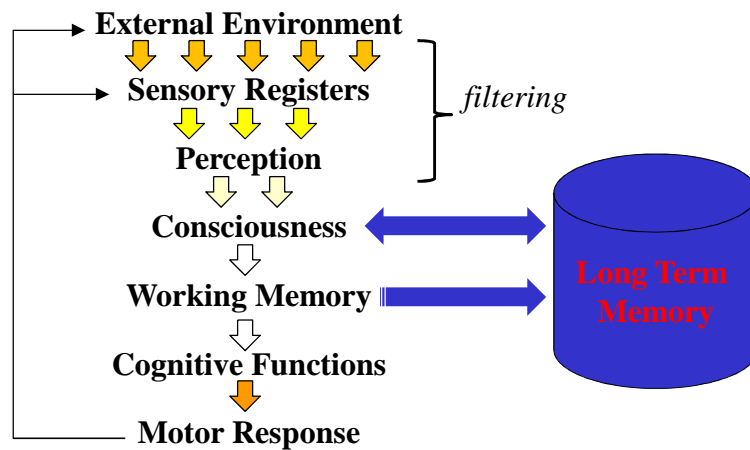 External Environment
Sensory Registers
filtering
Perception
Consciousness
Long Term
Memory
Working Memory
Cognitive Functions
Motor Response